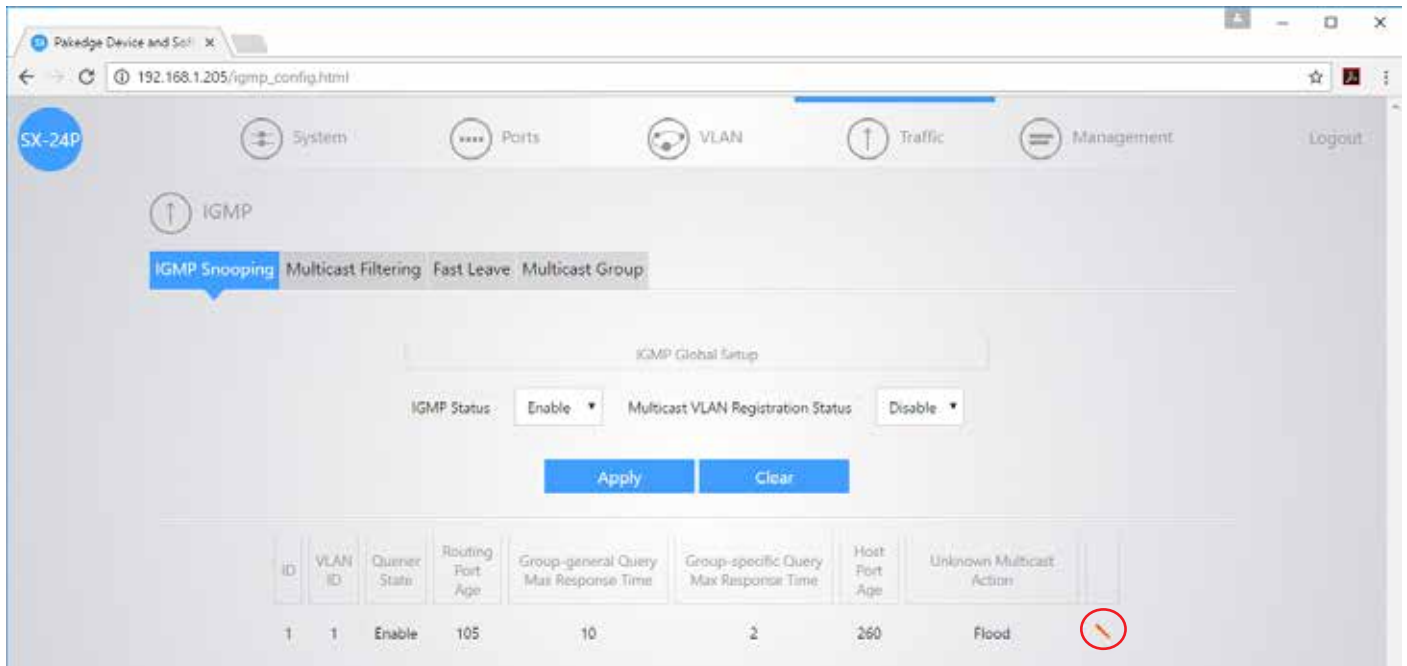 Pakedge Device and Sof
192.168.1.205/igmp_config.html
SX-24P
System
Ports
VLAN
Traffic
Management
Logout
IGMP
IGMP Snooping
Multicast Filtering
Fast Leave
Multicast Group
IGMP Global Setup
IGMP Status
Enable
Multicast VLAN Registration Status
Disable
Apply
Clear
ID
VLAN ID
Querier State
Routing Port Age
Group-general Query Max Response Time
Group-specific Query Max Response Time
Host Port Age
Unknown Multicast Action
1 1 Enable 105 10 2 260 Flood